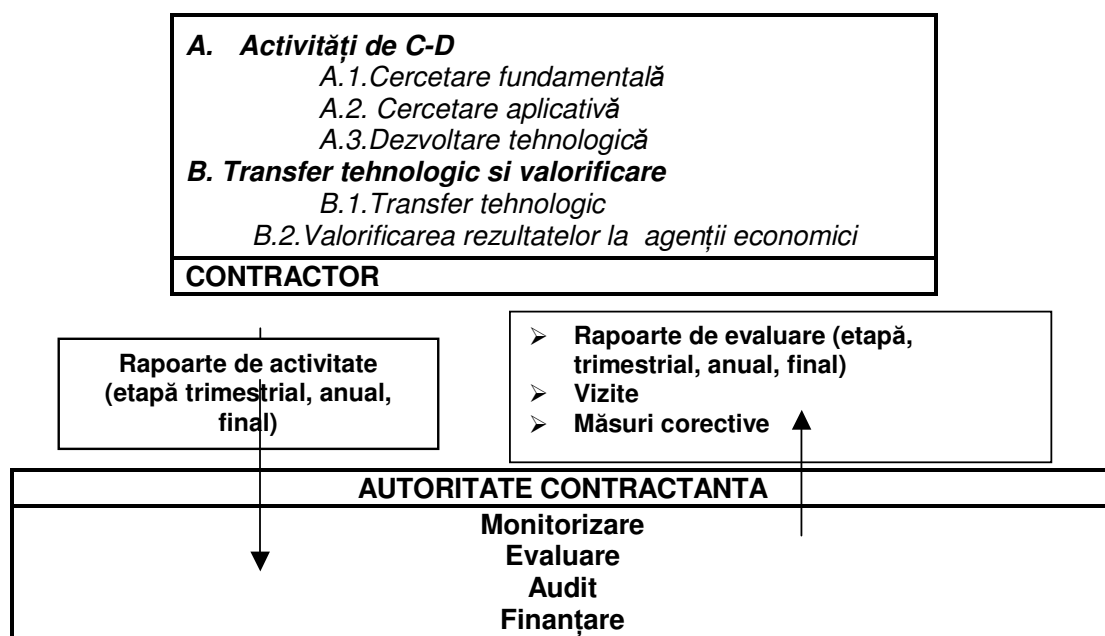 A. Activități de C-D
A.1.Cercetare fundamentală
A.2. Cercetare aplicativă
A.3.Dezvoltare tehnologică
B. Transfer tehnologic si valorificare
B.1.Transfer tehnologic
B.2.Valorificarea rezultatelor la agenții economici
CONTRACTOR
Rapoarte de activitate
(etapă trimestrial, anual,
final)
➢ Rapoarte de evaluare (etapă,
trimestrial, anual, final)
➢ Vizite
➢ Măsuri corective
AUTORITATE CONTRACTANTA
Monitorizare
Evaluare
Audit
Finanțare